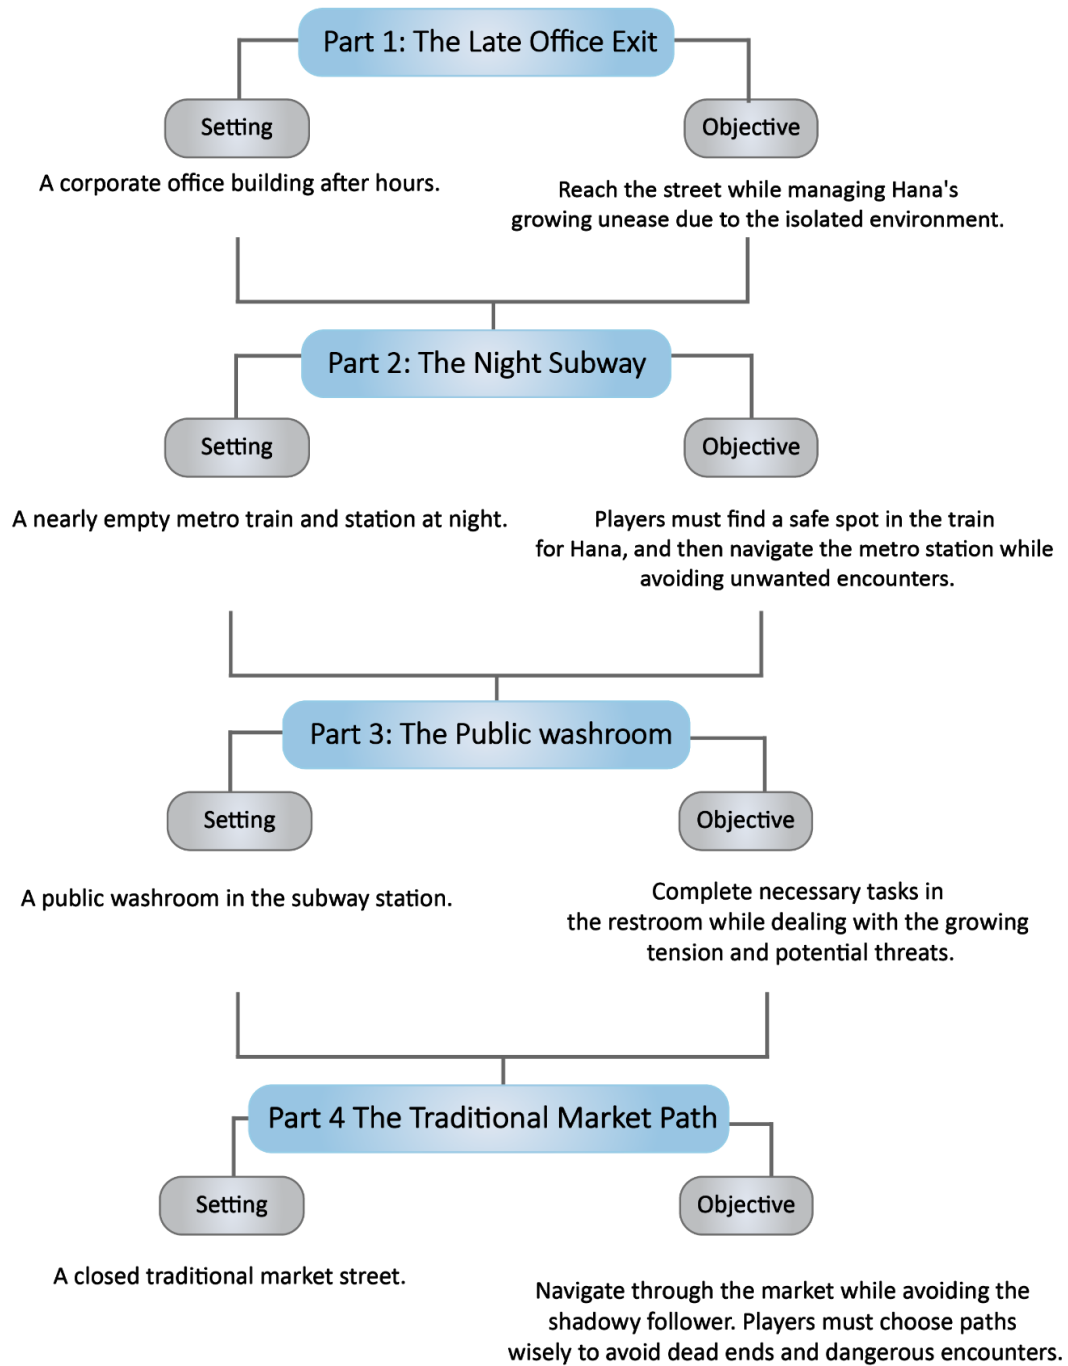 Part 1: The Late Office Exit
Setting
Objective
A corporate office building after hours.
Reach the street while managing Hana's
growing unease due to the isolated environment.
Part 2: The Night Subway
Setting
Objective
A nearly empty metro train and station at night.
Players must find a safe spot in the train
for Hana, and then navigate the metro station while
avoiding unwanted encounters.
Part 3: The Public washroom
Setting
Objective
A public washroom in the subway station.
Complete necessary tasks in
the restroom while dealing with the growing
tension and potential threats.
Part 4 The Traditional Market Path
Setting
Objective
A closed traditional market street.
Navigate through the market while avoiding the
shadowy follower. Players must choose paths
wisely to avoid dead ends and dangerous encounters.